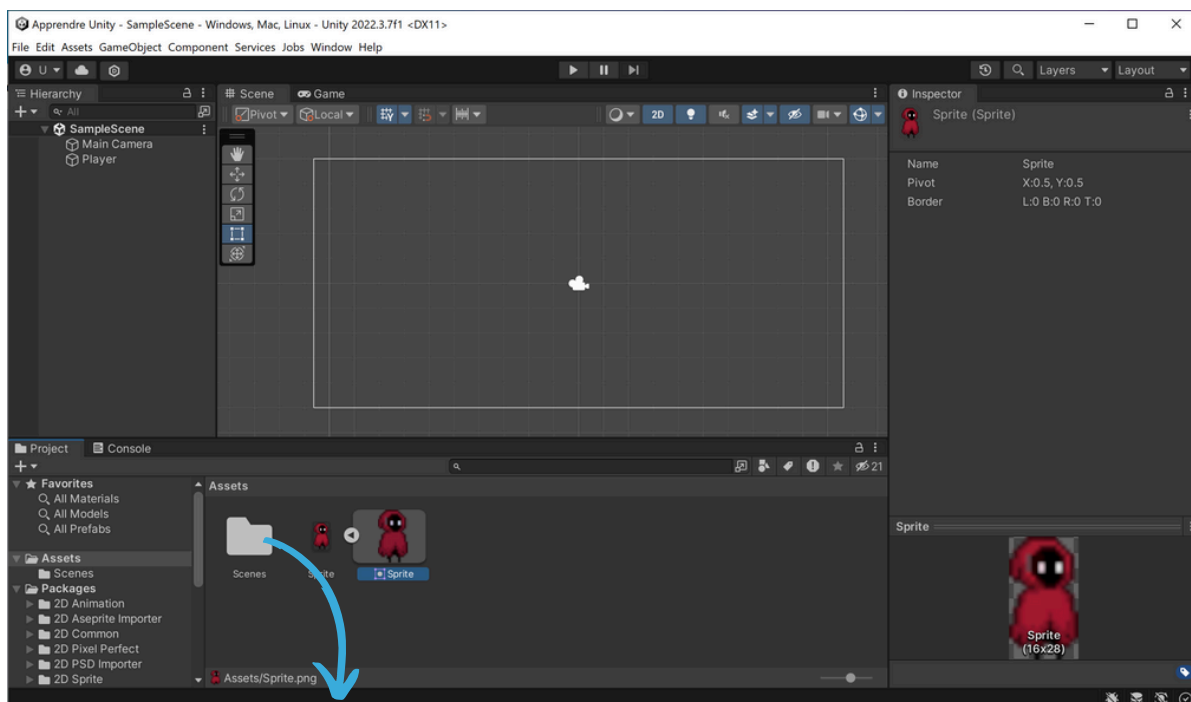 Apprendre Unity - SampleScene - Windows, Mac, Linux - Unity 2022.3.7f1 <DX11>
File Edit Assets GameObject Component Services Jobs Window Help
U Layers Layout
Hierarchy
All
SampleScene
Main Camera
Player
Scene Game
Pivot Local 2D
Inspector
Sprite (Sprite)
Name Sprite
Pivot X:0.5, Y:0.5
Border L:0 B:0 R:0 T:0
Project Console
21
Favorites
All Materials
All Models
All Prefabs
Assets
Scenes
Packages
2D Animation
2D Aseprite Importer
2D Common
2D Pixel Perfect
2D PSD Importer
2D Sprite
Assets
Scenes Sprite Sprite
Assets/Sprite.png
Sprite
Sprite
(16x28)